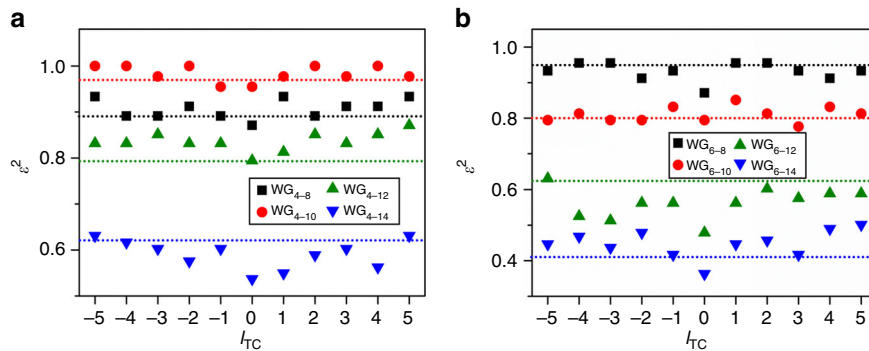 a
b
1.0
0.8
0.6
ε²
WG4–8
WG4–12
WG4–10
WG4–14
–5 –4 –3 –2 –1 0 1 2 3 4 5
lTC
1.0
0.8
0.6
0.4
ε²
WG6–8
WG6–12
WG6–10
WG6–14
–5 –4 –3 –2 –1 0 1 2 3 4 5
lTC